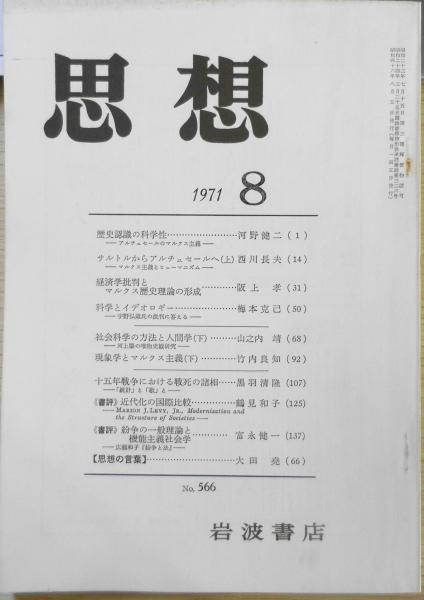 思想
1971 8
歴史認識の科学性…………………河野健二(1)
── アルチュセールのマルクス主義 ──
サルトルからアルチュセールへ(上) 西川長夫(14)
── マルクス主義とヒューマニズム ──
経済学批判と
マルクス歴史理論の形成…………阪上 孝(31)
科学とイデオロギー…………………梅本克己(50)
── 宇野弘蔵氏の批判に答える ──
社会科学の方法と人間学(下)………山之内 靖(68)
── 河上肇の唯物史観研究 ──
現象学とマルクス主義(下)…………竹内良知(92)
十五年戦争における戦死の諸相……黒羽清隆(107)
──「統計」と「歌」と ──
《書評》近代化の国際比較……………鶴見和子(125)
── MARION J. LEVY, JR., Modernization and
the Structure of Societies ──
《書評》紛争の一般理論と
機能主義社会学…………富永健一(137)
── 広瀬和子『紛争と法』──
【思想の言葉】………………………大田 堯(66)
No. 566
岩波書店